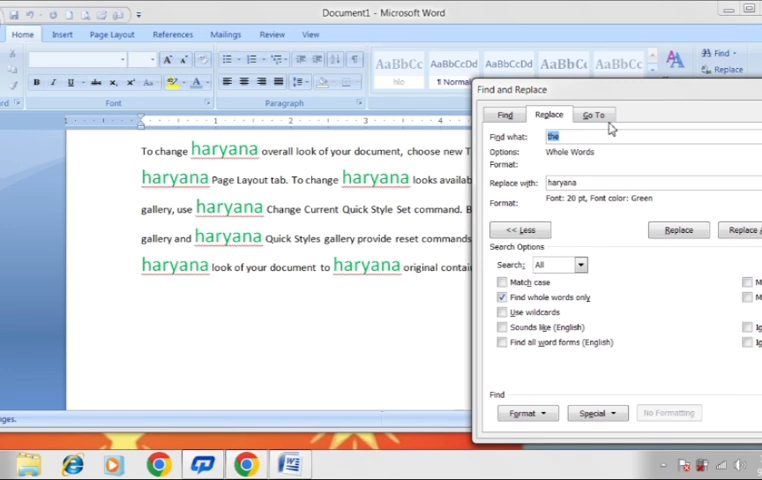 Document1 - Microsoft Word
Home Insert Page Layout References Mailings Review View
AaBbCc AaBbCcDd AaBbCcDd AaBbCc AaBbCc
Find
Replace
hlo ¶ Normal
Font Paragraph
Find and Replace
Find Replace Go To
Find what: the
Options: Whole Words
Format:
Replace with: haryana
Format: Font: 20 pt, Font color: Green
<< Less Replace Replace A
Search Options
Search: All
Match case
Find whole words only
Use wildcards
Sounds like (English)
Find all word forms (English)
Find
Format Special No Formatting
To change haryana overall look of your document, choose new T
haryana Page Layout tab. To change haryana looks availab
gallery, use haryana Change Current Quick Style Set command. B
gallery and haryana Quick Styles gallery provide reset commands
haryana look of your document to haryana original contain
ges.